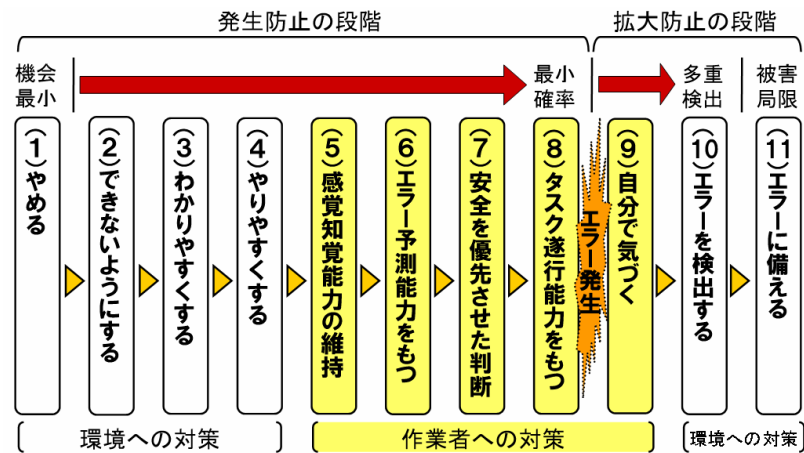 発生防止の段階
拡大防止の段階
機会
最小
最小
確率
多重
検出
被害
局限
(1)やめる
(2)できないようにする
(3)わかりやすくする
(4)やりやすくする
(5)感覚知覚能力の維持
(6)エラー予測能力をもつ
(7)安全を優先させた判断
(8)タスク遂行能力をもつ
エラー発生
(9)自分で気づく
(10)エラーを検出する
(11)エラーに備える
環境への対策
作業者への対策
環境への対策